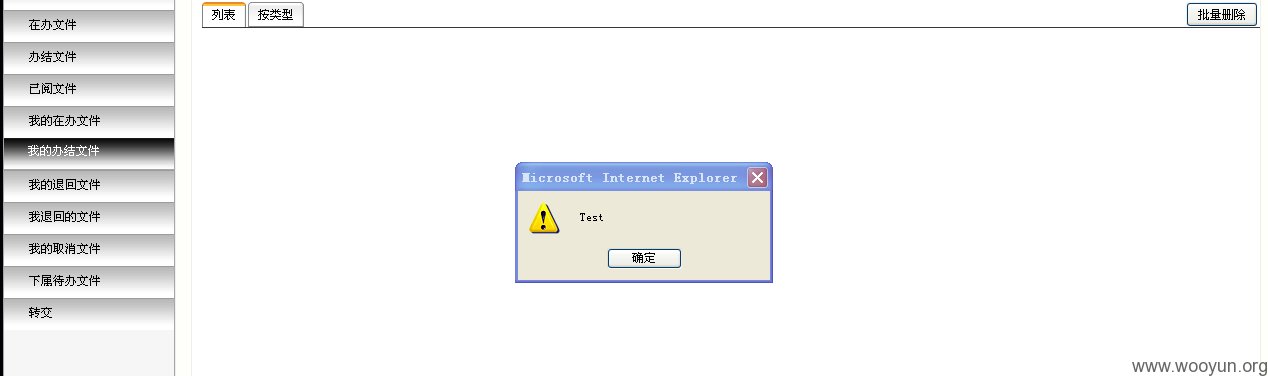 在办文件
办结文件
已阅文件
我的在办文件
我的办结文件
我的退回文件
我退回的文件
我的取消文件
下属待办文件
转交
列表 按类型 批量删除
Microsoft Internet Explorer
Test
确定
www.wooyun.org